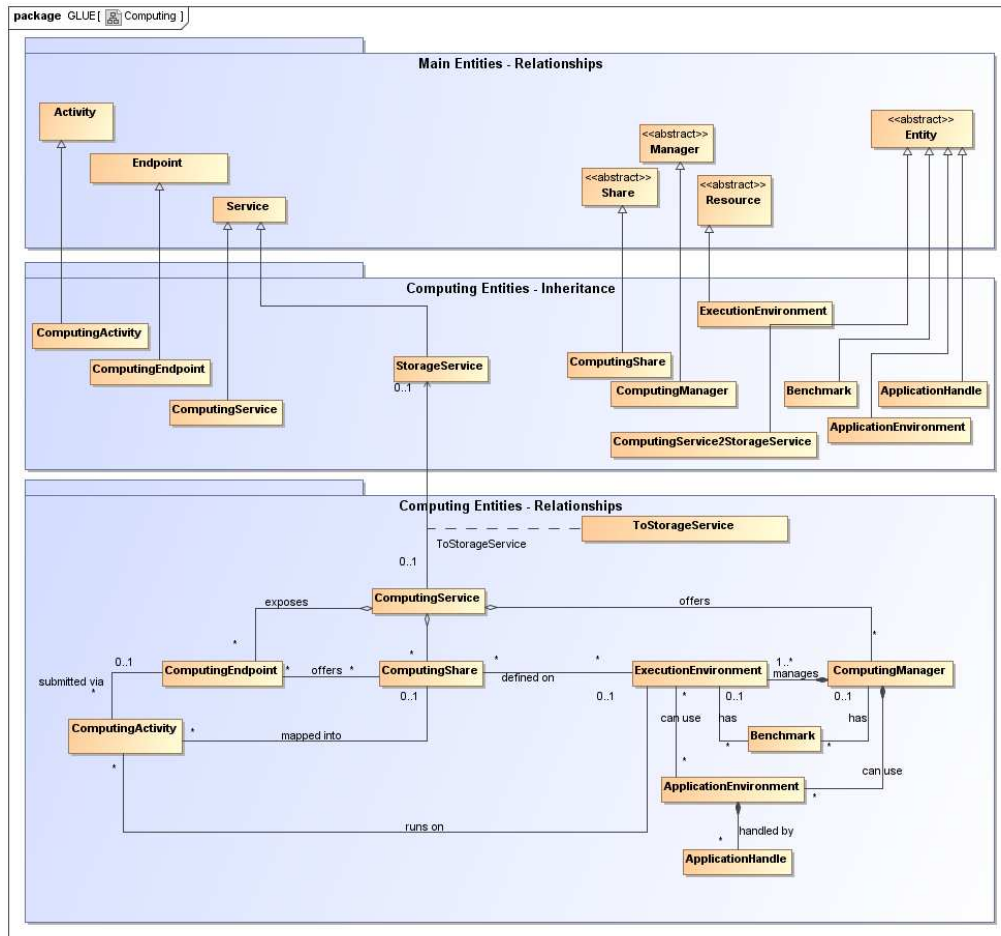 package GLUE[ Computing ]
Main Entities - Relationships
Activity
<<abstract>>
Entity
<<abstract>>
Manager
Endpoint
<<abstract>>
Share
<<abstract>>
Resource
Service
Computing Entities - Inheritance
ExecutionEnvironment
ComputingActivity
ComputingEndpoint
StorageService
0..1
ComputingShare
ComputingManager
Benchmark
ApplicationHandle
ComputingService
ApplicationEnvironment
ComputingService2StorageService
Computing Entities - Relationships
ToStorageService
ToStorageService
0..1
ComputingService
exposes
offers
*
*
*
0..1
ComputingEndpoint
*
offers
*
ComputingShare
*
defined on
*
ExecutionEnvironment
1..*
manages
ComputingManager
submitted via
*
0..1
0..1
*
0..1
0..1
ComputingActivity
*
mapped into
can use
has
has
Benchmark
*
*
*
runs on
*
can use
ApplicationEnvironment
*
handled by
*
ApplicationHandle